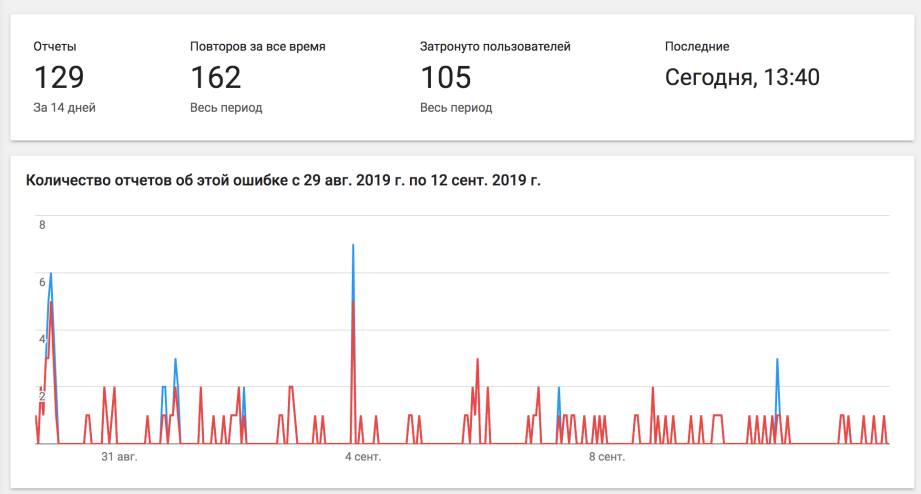 Отчеты Повторов за все время Затронуто пользователей Последние
129 162 105 Сегодня, 13:40
За 14 дней Весь период Весь период
Количество отчетов об этой ошибке с 29 авг. 2019 г. по 12 сент. 2019 г.
8
6
4
2
31 авг. 4 сент. 8 сент.